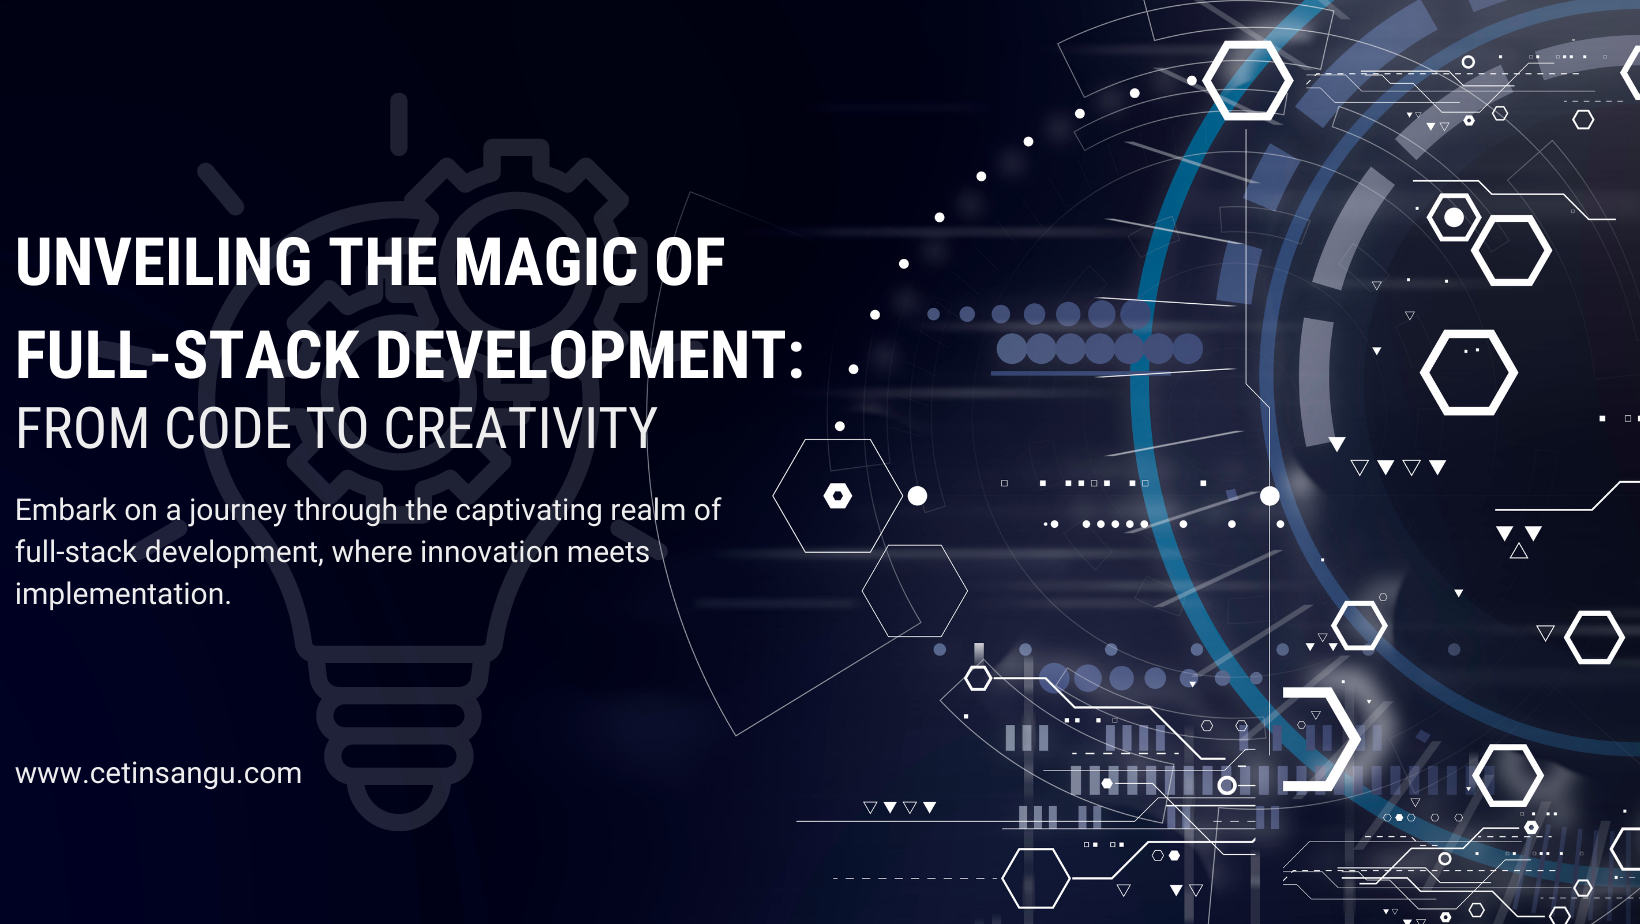 UNVEILING THE MAGIC OF
FULL-STACK DEVELOPMENT:
FROM CODE TO CREATIVITY
Embark on a journey through the captivating realm of
full-stack development, where innovation meets
implementation.
www.cetinsangu.com